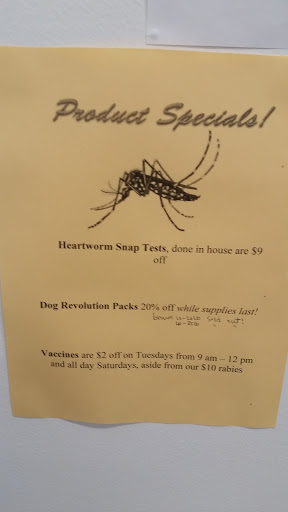 Product Specials!
Heartworm Snap Tests, done in house are $9
off
Dog Revolution Packs 20% off while supplies last!
sold out!
Vaccines are $2 off on Tuesdays from 9 am – 12 pm
and all day Saturdays, aside from our $10 rabies